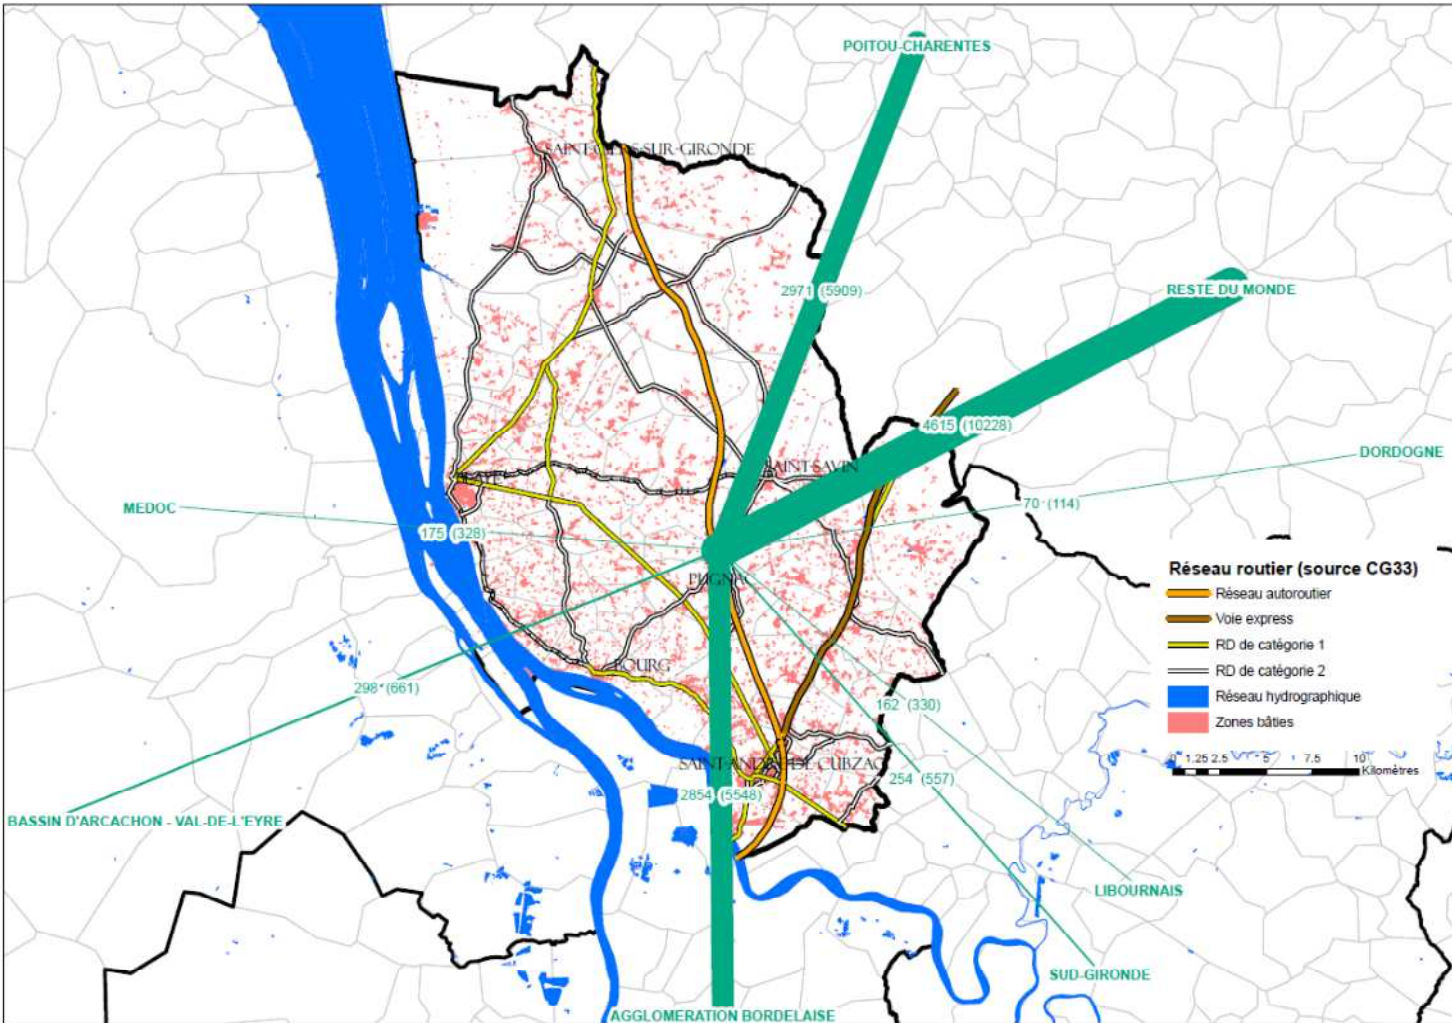 POITOU-CHARENTES
SAINT-CIERS-SUR-GIRONDE
2971 (5909)
RESTE DU MONDE
4615 (10228)
DORDOGNE
SAINT-SAVIN
MEDOC
70 (114)
175 (328)
PUGNAC
Réseau routier (source CG33)
Réseau autoroutier
Voie express
RD de catégorie 1
RD de catégorie 2
Réseau hydrographique
Zones bâties
0 1.25 2.5 5 7.5 10
Kilomètres
BOURG
298 (661)
162 (330)
SAINT-ANDRE-DE-CUBZAC
254 (557)
2854 (5548)
BASSIN D'ARCACHON - VAL-DE-L'EYRE
LIBOURNAIS
SUD-GIRONDE
AGGLOMERATION BORDELAISE